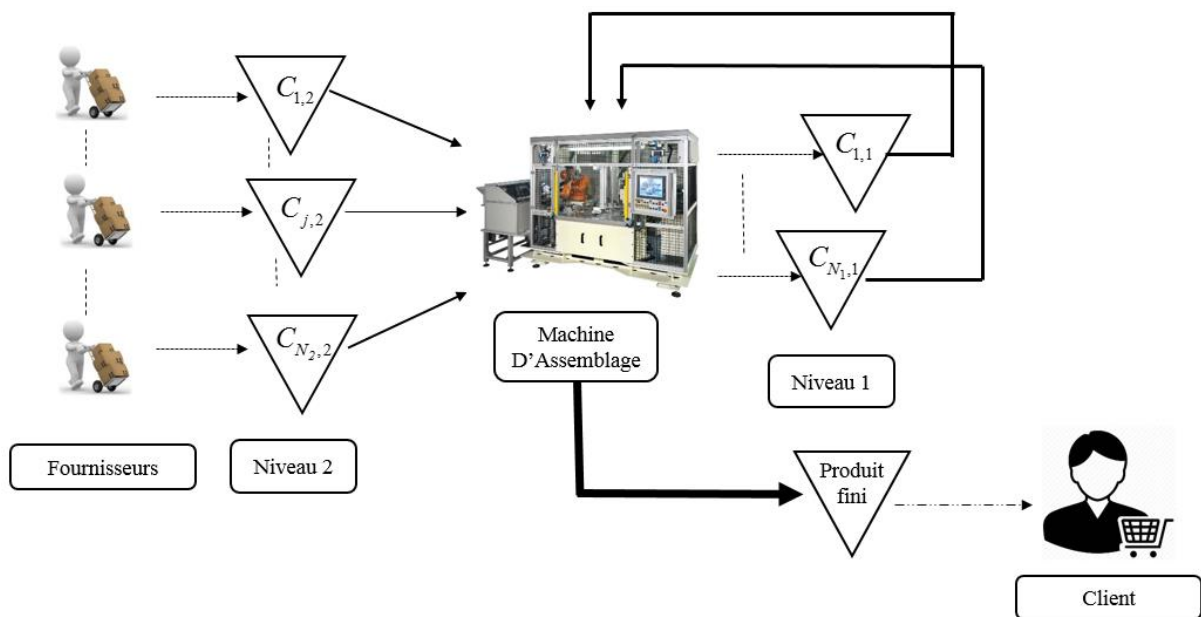 C1,2
Cj,2
CN2,2
C1,1
CN1,1
Machine
D'Assemblage
Niveau 1
Fournisseurs
Niveau 2
Produit
fini
Client